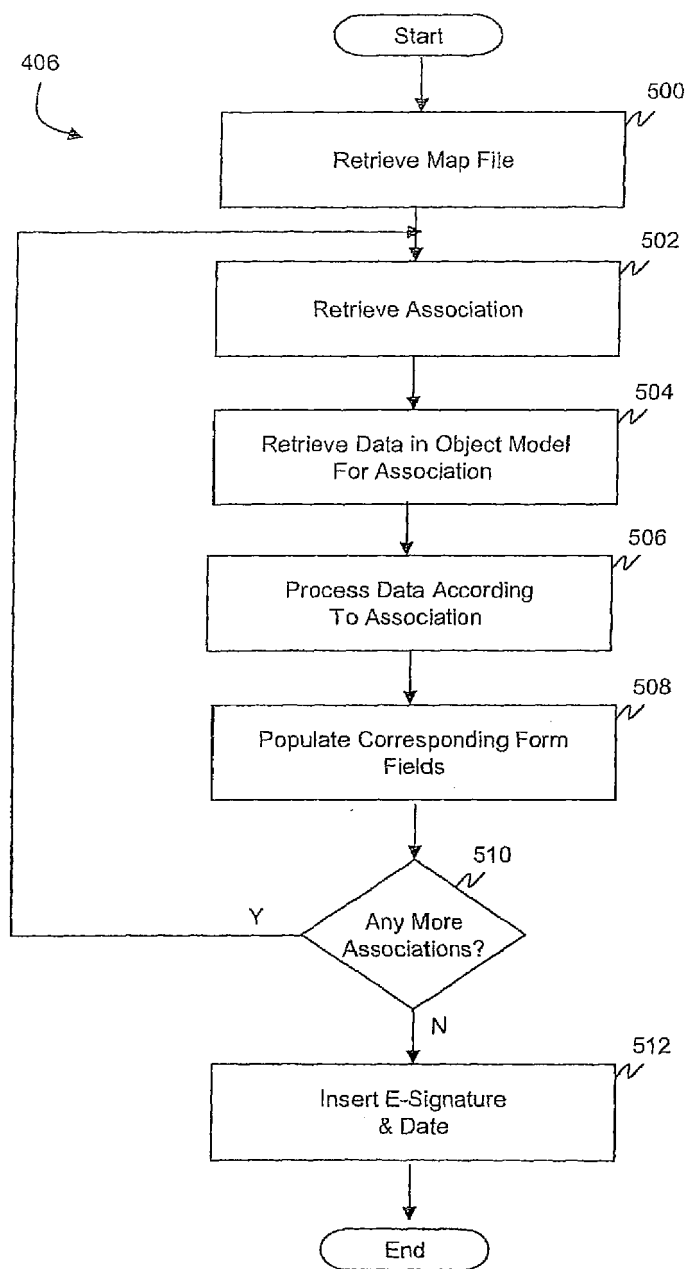 Start
406
500
Retrieve Map File
502
Retrieve Association
504
Retrieve Data in Object Model
For Association
506
Process Data According
To Association
508
Populate Corresponding Form
Fields
510
Y
Any More
Associations?
N
512
Insert E-Signature
& Date
End